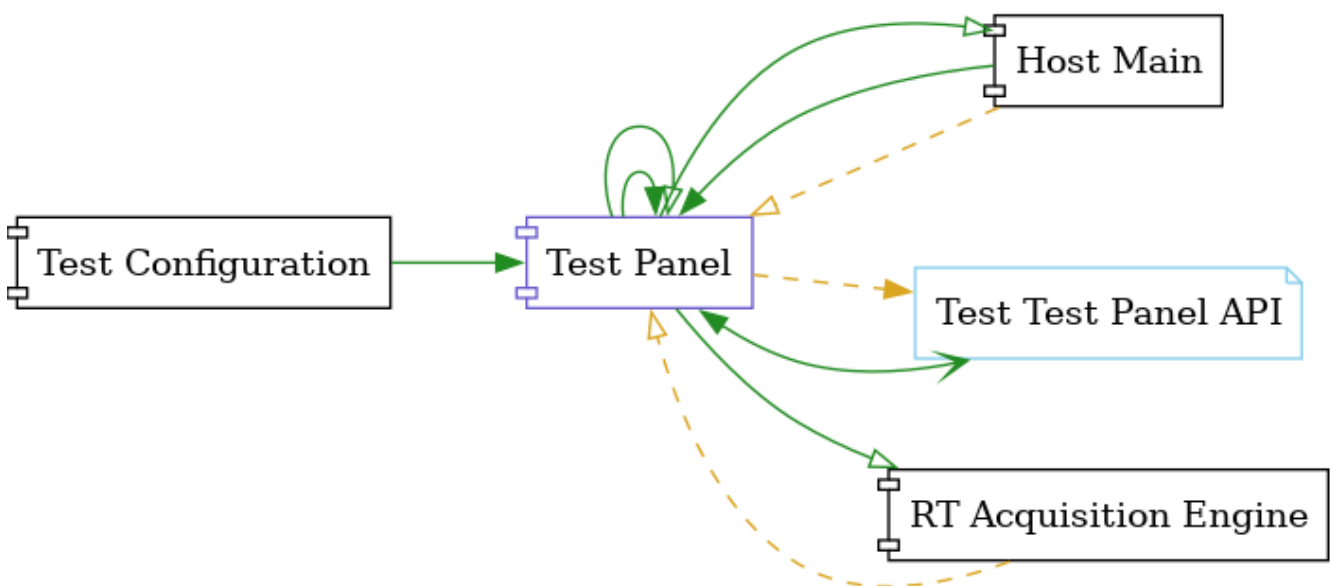 Host Main
Test Configuration
Test Panel
Test Test Panel API
RT Acquisition Engine